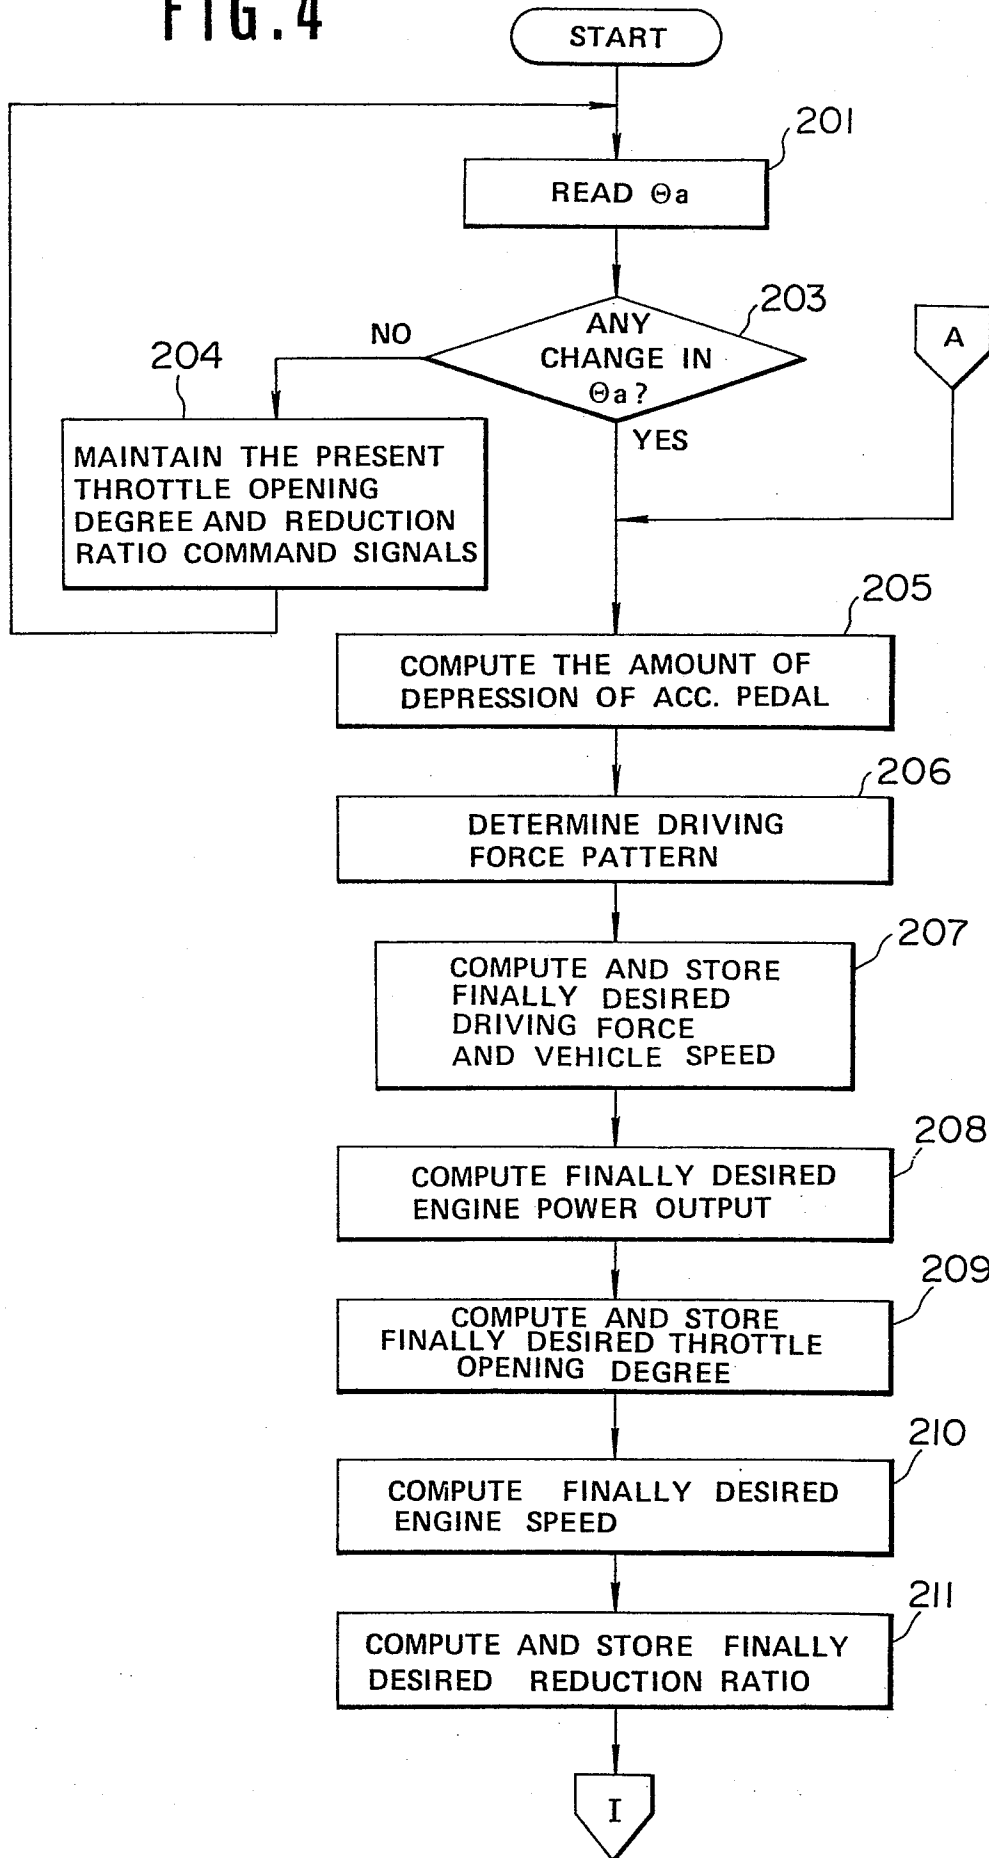 FIG.4
START
201
READ Θa
203
ANY
CHANGE IN
Θa?
NO
YES
A
204
MAINTAIN THE PRESENT
THROTTLE OPENING
DEGREE AND REDUCTION
RATIO COMMAND SIGNALS
205
COMPUTE THE AMOUNT OF
DEPRESSION OF ACC. PEDAL
206
DETERMINE DRIVING
FORCE PATTERN
207
COMPUTE AND STORE
FINALLY DESIRED
DRIVING FORCE
AND VEHICLE SPEED
208
COMPUTE FINALLY DESIRED
ENGINE POWER OUTPUT
209
COMPUTE AND STORE
FINALLY DESIRED THROTTLE
OPENING DEGREE
210
COMPUTE FINALLY DESIRED
ENGINE SPEED
211
COMPUTE AND STORE FINALLY
DESIRED REDUCTION RATIO
I